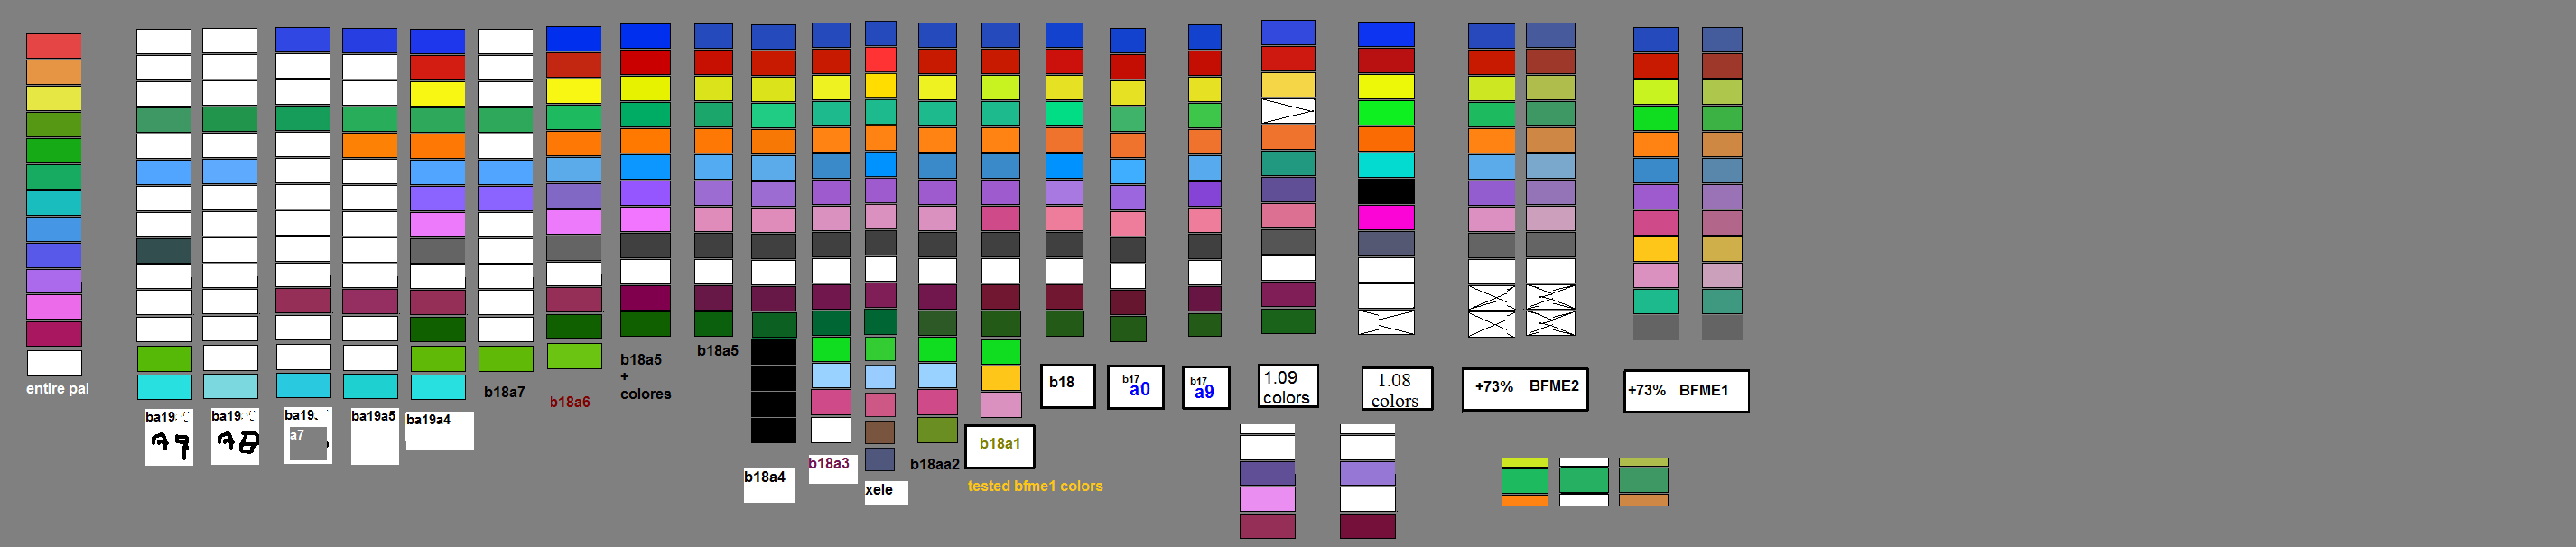 entire pal
ba19
A9
ba19
A8
ba19
a7
ba19a5
ba19a4
b18a7
b18a6
b18a5
+
colores
b18a5
b18a4
b18a3
xele
b18aa2
b18a1
tested bfme1 colors
b18
b17
a0
b17
a9
1.09
colors
1.08
colors
+73% BFME2
+73% BFME1